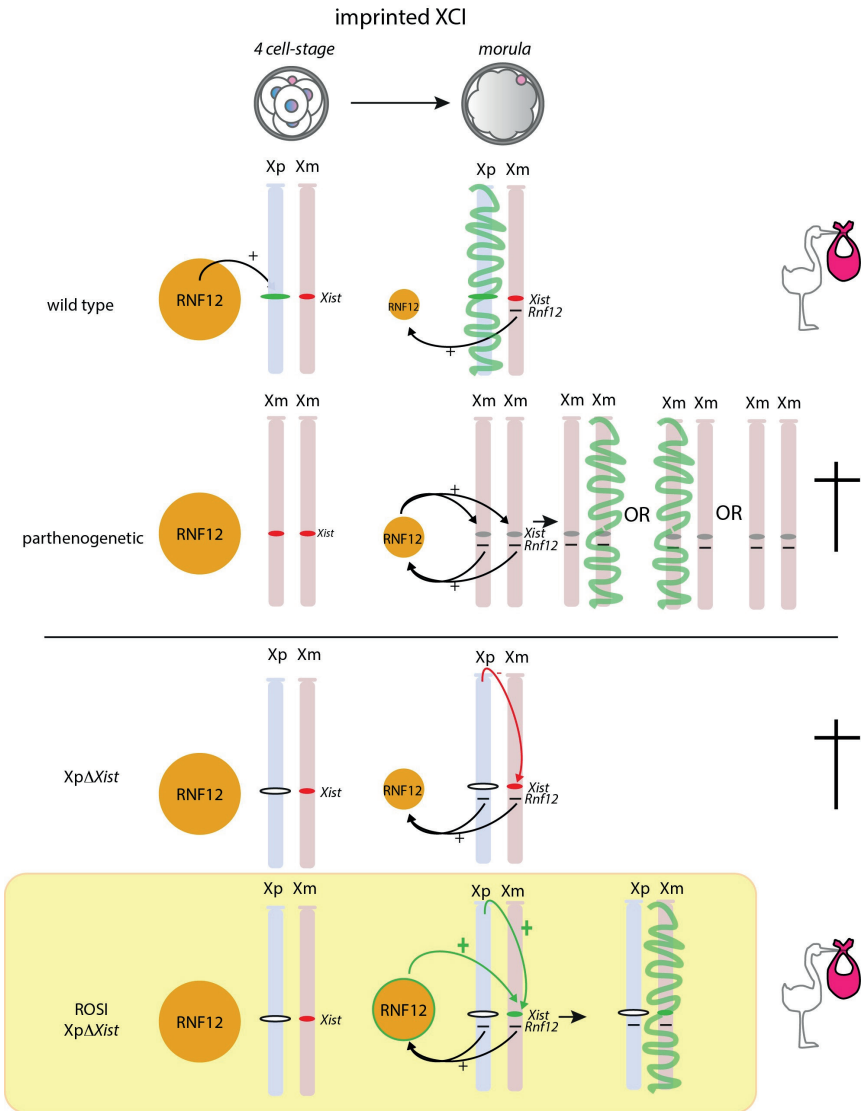 imprinted XCI
4 cell-stage
morula
Xp Xm
Xp Xm
wild type
RNF12
+
Xist
RNF12
+
Xist
Rnf12
Xm Xm
Xm Xm
Xm Xm
Xm Xm
Xm Xm
parthenogenetic
RNF12
Xist
RNF12
+
+
Xist
Rnf12
OR
OR
Xp Xm
Xp Xm
-
XpΔXist
RNF12
Xist
RNF12
+
Xist
Rnf12
Xp Xm
Xp Xm
Xp Xm
ROSI
XpΔXist
RNF12
Xist
RNF12
+
+
+
Xist
Rnf12